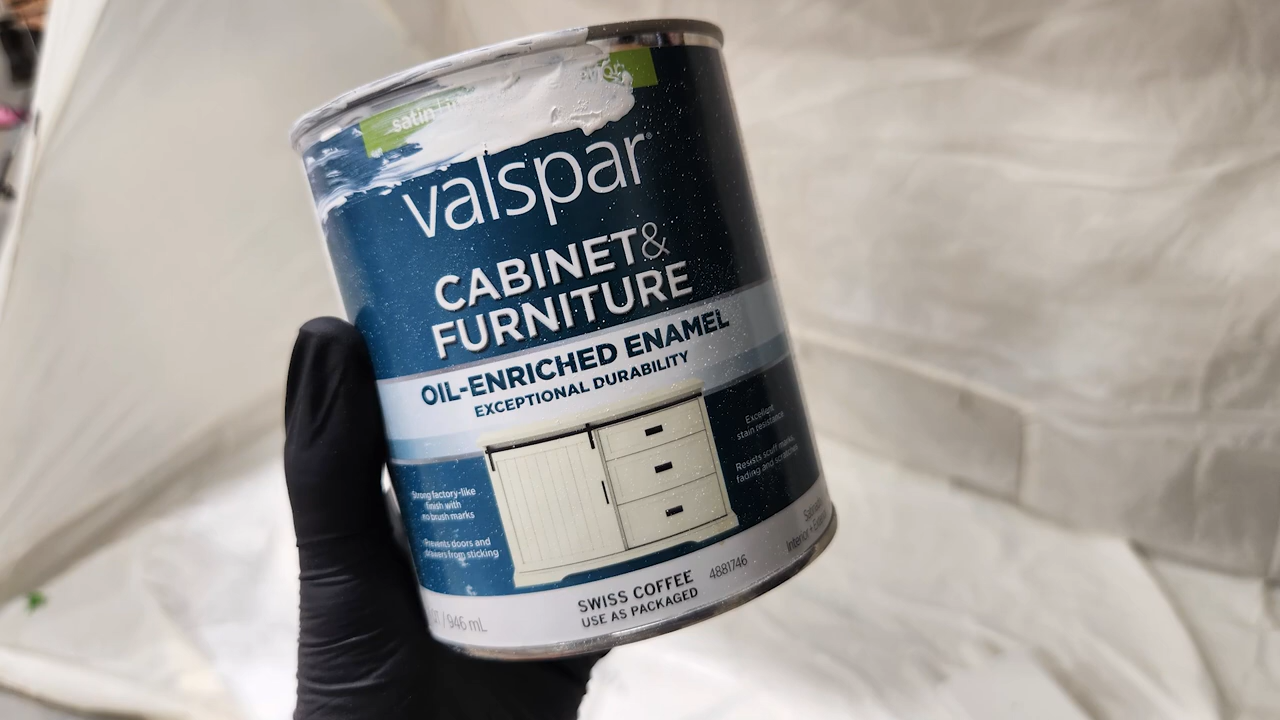 satin
valspar®
CABINET &
FURNITURE
OIL-ENRICHED ENAMEL
EXCEPTIONAL DURABILITY
Excellent
stain resistance
Resists scuff marks,
fading and scratches
Strong factory-like
finish with
no brush marks
Prevents doors and
drawers from sticking
SWISS COFFEE
USE AS PACKAGED
4881746
QT / 946 mL